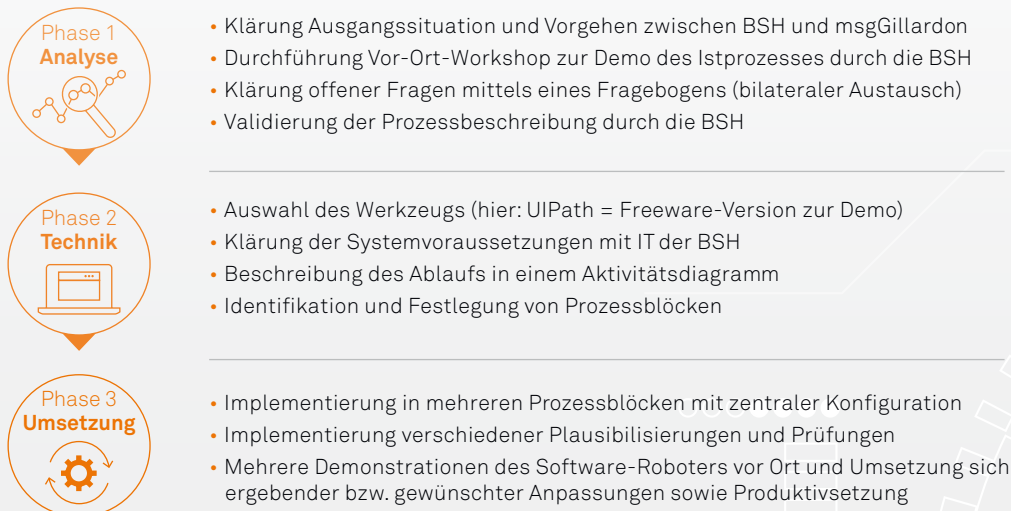 Phase 1
Analyse
• Klärung Ausgangssituation und Vorgehen zwischen BSH und msgGillardon
• Durchführung Vor-Ort-Workshop zur Demo des Istprozesses durch die BSH
• Klärung offener Fragen mittels eines Fragebogens (bilateraler Austausch)
• Validierung der Prozessbeschreibung durch die BSH
Phase 2
Technik
• Auswahl des Werkzeugs (hier: UIPath = Freeware-Version zur Demo)
• Klärung der Systemvoraussetzungen mit IT der BSH
• Beschreibung des Ablaufs in einem Aktivitätsdiagramm
• Identifikation und Festlegung von Prozessblöcken
Phase 3
Umsetzung
• Implementierung in mehreren Prozessblöcken mit zentraler Konfiguration
• Implementierung verschiedener Plausibilisierungen und Prüfungen
• Mehrere Demonstrationen des Software-Roboters vor Ort und Umsetzung sich
ergebender bzw. gewünschter Anpassungen sowie Produktivsetzung